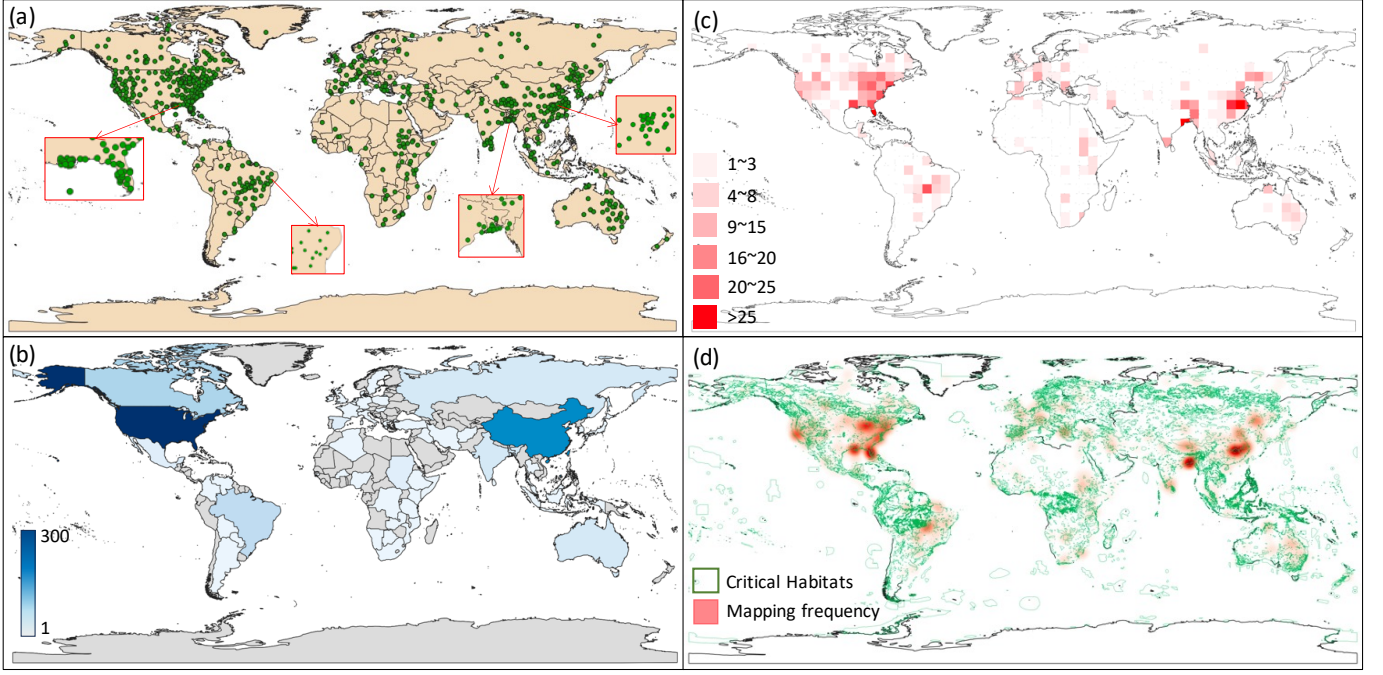 (a)
(c)
1~3
4~8
9~15
16~20
20~25
>25
(b)
300
1
(d)
Critical Habitats
Mapping frequency